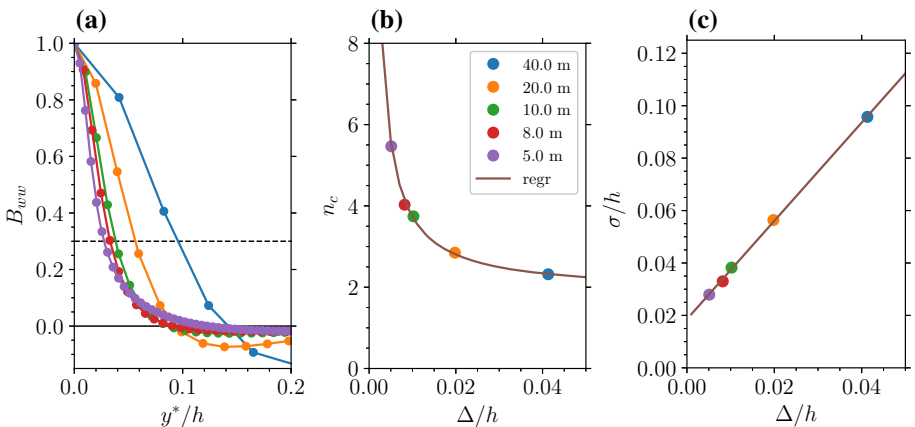 (a)
1.0
0.8
0.6
0.4
0.2
0.0
B_ww
0.0
0.1
0.2
y*/h
(b)
8
6
4
2
0
n_c
40.0 m
20.0 m
10.0 m
8.0 m
5.0 m
regr
0.00
0.02
0.04
Δ/h
(c)
0.12
0.10
0.08
0.06
0.04
0.02
0.00
σ/h
0.00
0.02
0.04
Δ/h